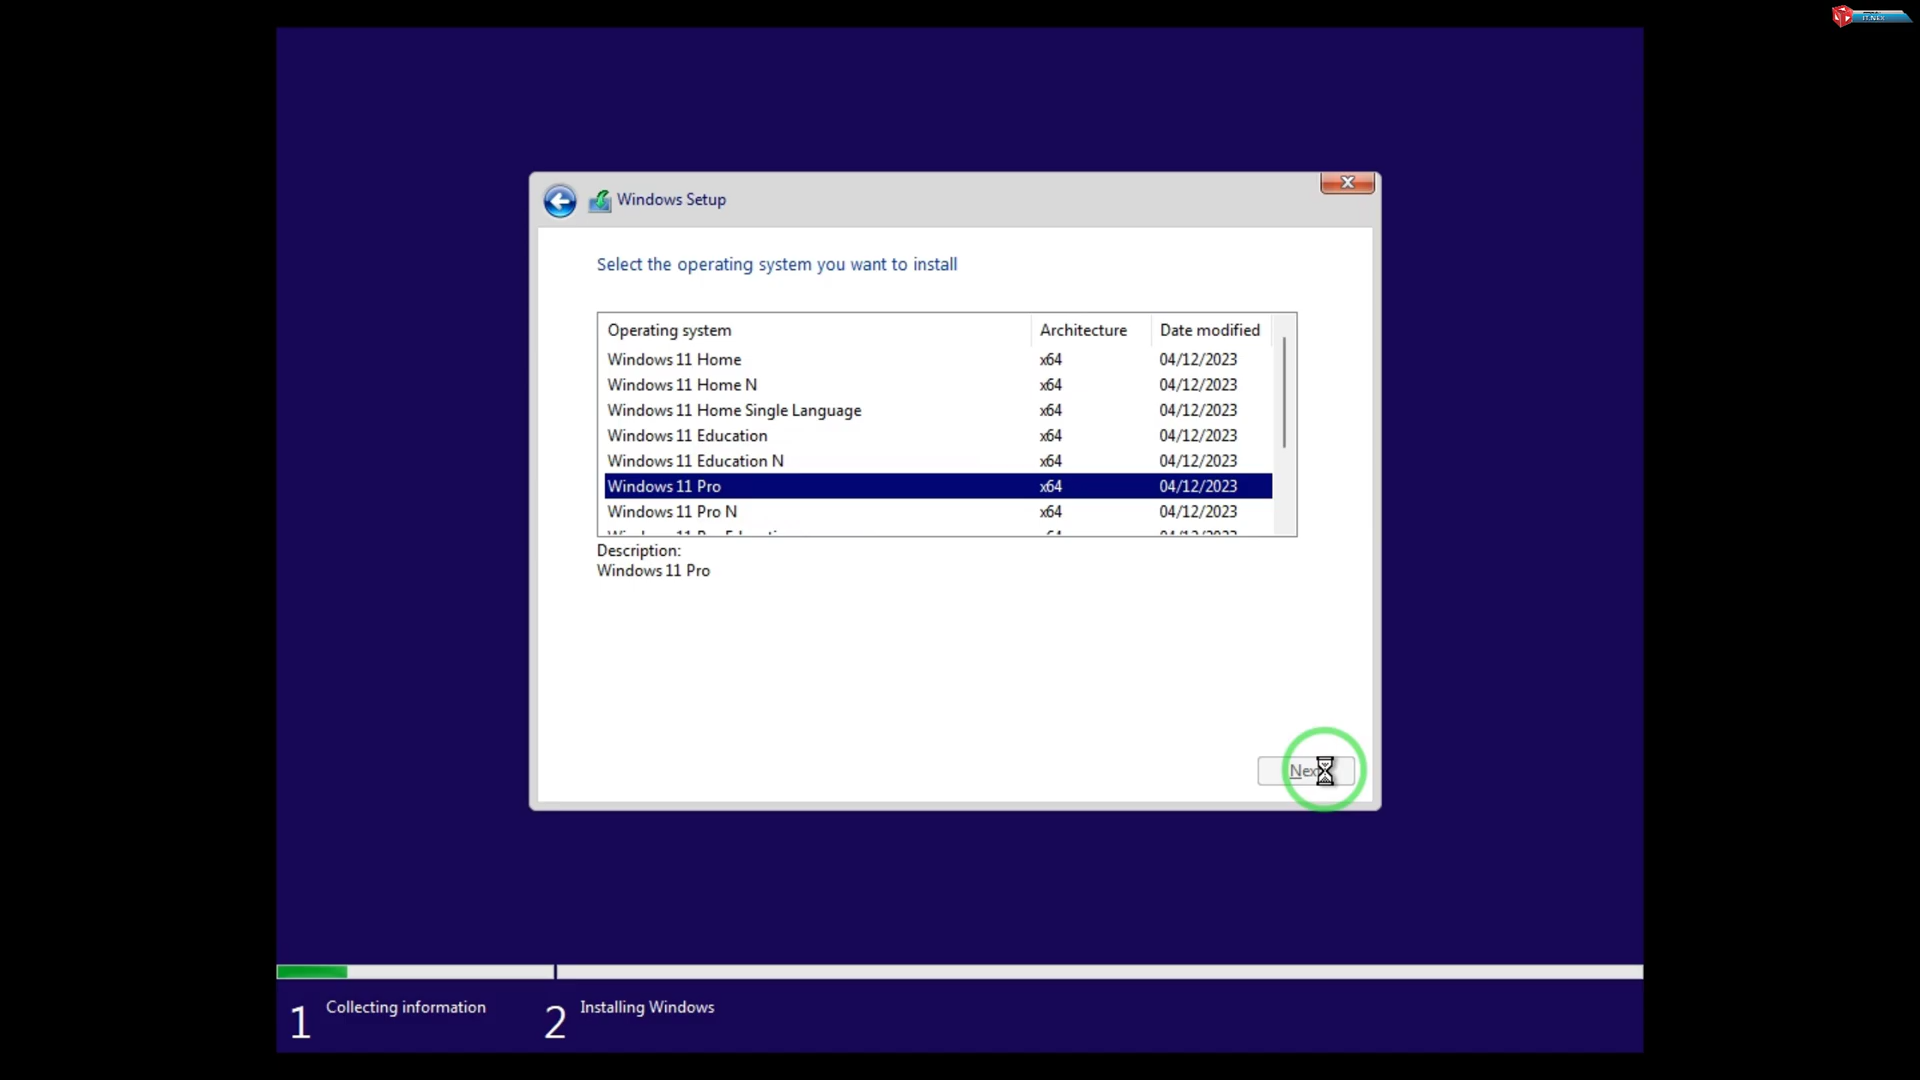 IT.NEX
Windows Setup
Select the operating system you want to install
Operating system Architecture Date modified
Windows 11 Home x64 04/12/2023
Windows 11 Home N x64 04/12/2023
Windows 11 Home Single Language x64 04/12/2023
Windows 11 Education x64 04/12/2023
Windows 11 Education N x64 04/12/2023
Windows 11 Pro x64 04/12/2023
Windows 11 Pro N x64 04/12/2023
Description:
Windows 11 Pro
Nex
1 Collecting information 2 Installing Windows